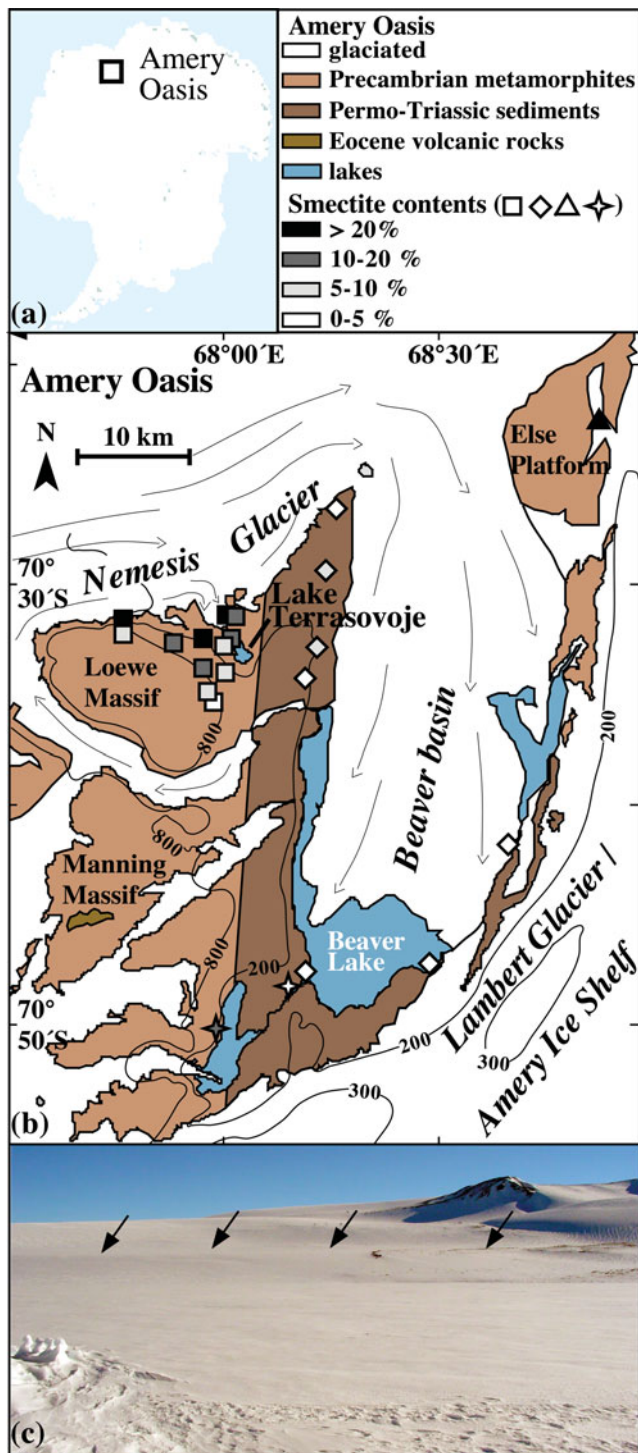 Amery
Oasis
(a)
Amery Oasis
glaciated
Precambrian metamorphites
Permo-Triassic sediments
Eocene volcanic rocks
lakes
Smectite contents (□ ◇ △ ✧)
> 20%
10-20 %
5-10 %
0-5 %
68°00´E
68°30´E
Amery Oasis
N
10 km
Else
Platform
70°
30´S
Nemesis
Glacier
Lake
Terrasovoje
Loewe
Massif
800
200
Beaver basin
800
Manning
Massif
800
200
Beaver
Lake
70°
50´S
200
300
300
Lambert Glacier /
Amery Ice Shelf
(b)
(c)